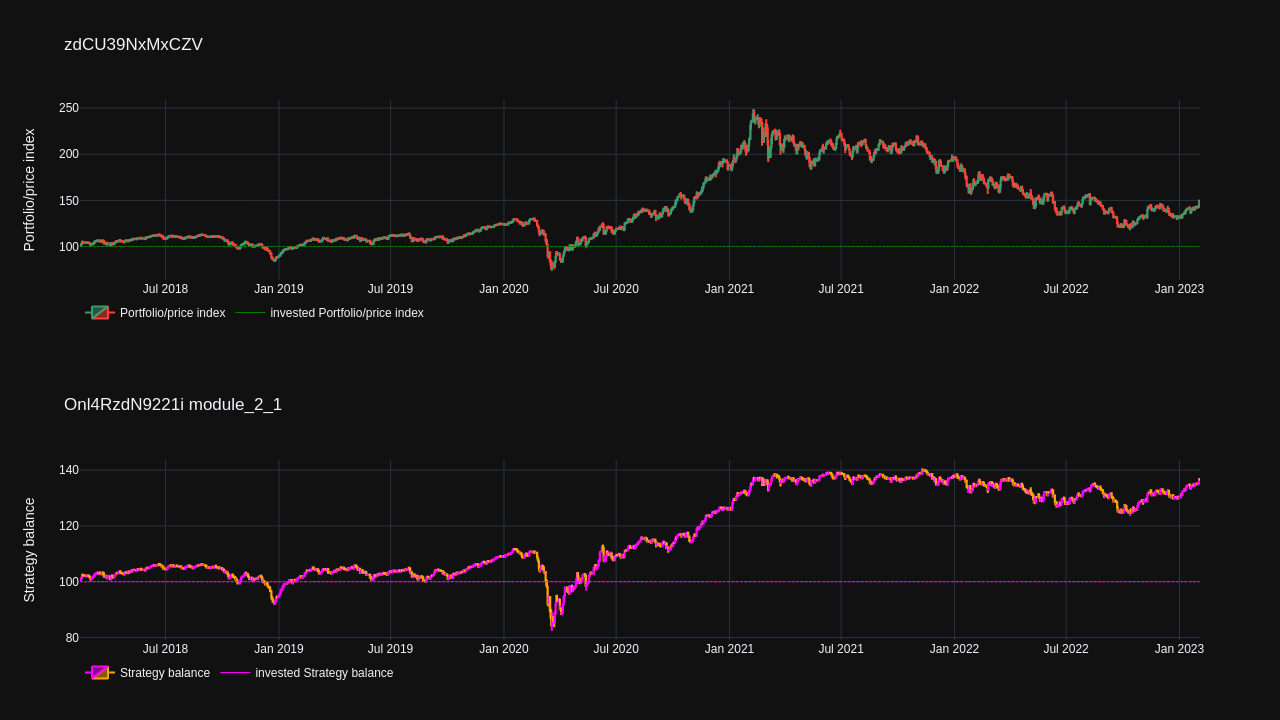 zdCU39NxMxCZV
Portfolio/price index
250
200
150
100
Jul 2018 Jan 2019 Jul 2019 Jan 2020 Jul 2020 Jan 2021 Jul 2021 Jan 2022 Jul 2022 Jan 2023
Portfolio/price index invested Portfolio/price index
Onl4RzdN9221i module_2_1
Strategy balance
140
120
100
80
Jul 2018 Jan 2019 Jul 2019 Jan 2020 Jul 2020 Jan 2021 Jul 2021 Jan 2022 Jul 2022 Jan 2023
Strategy balance invested Strategy balance